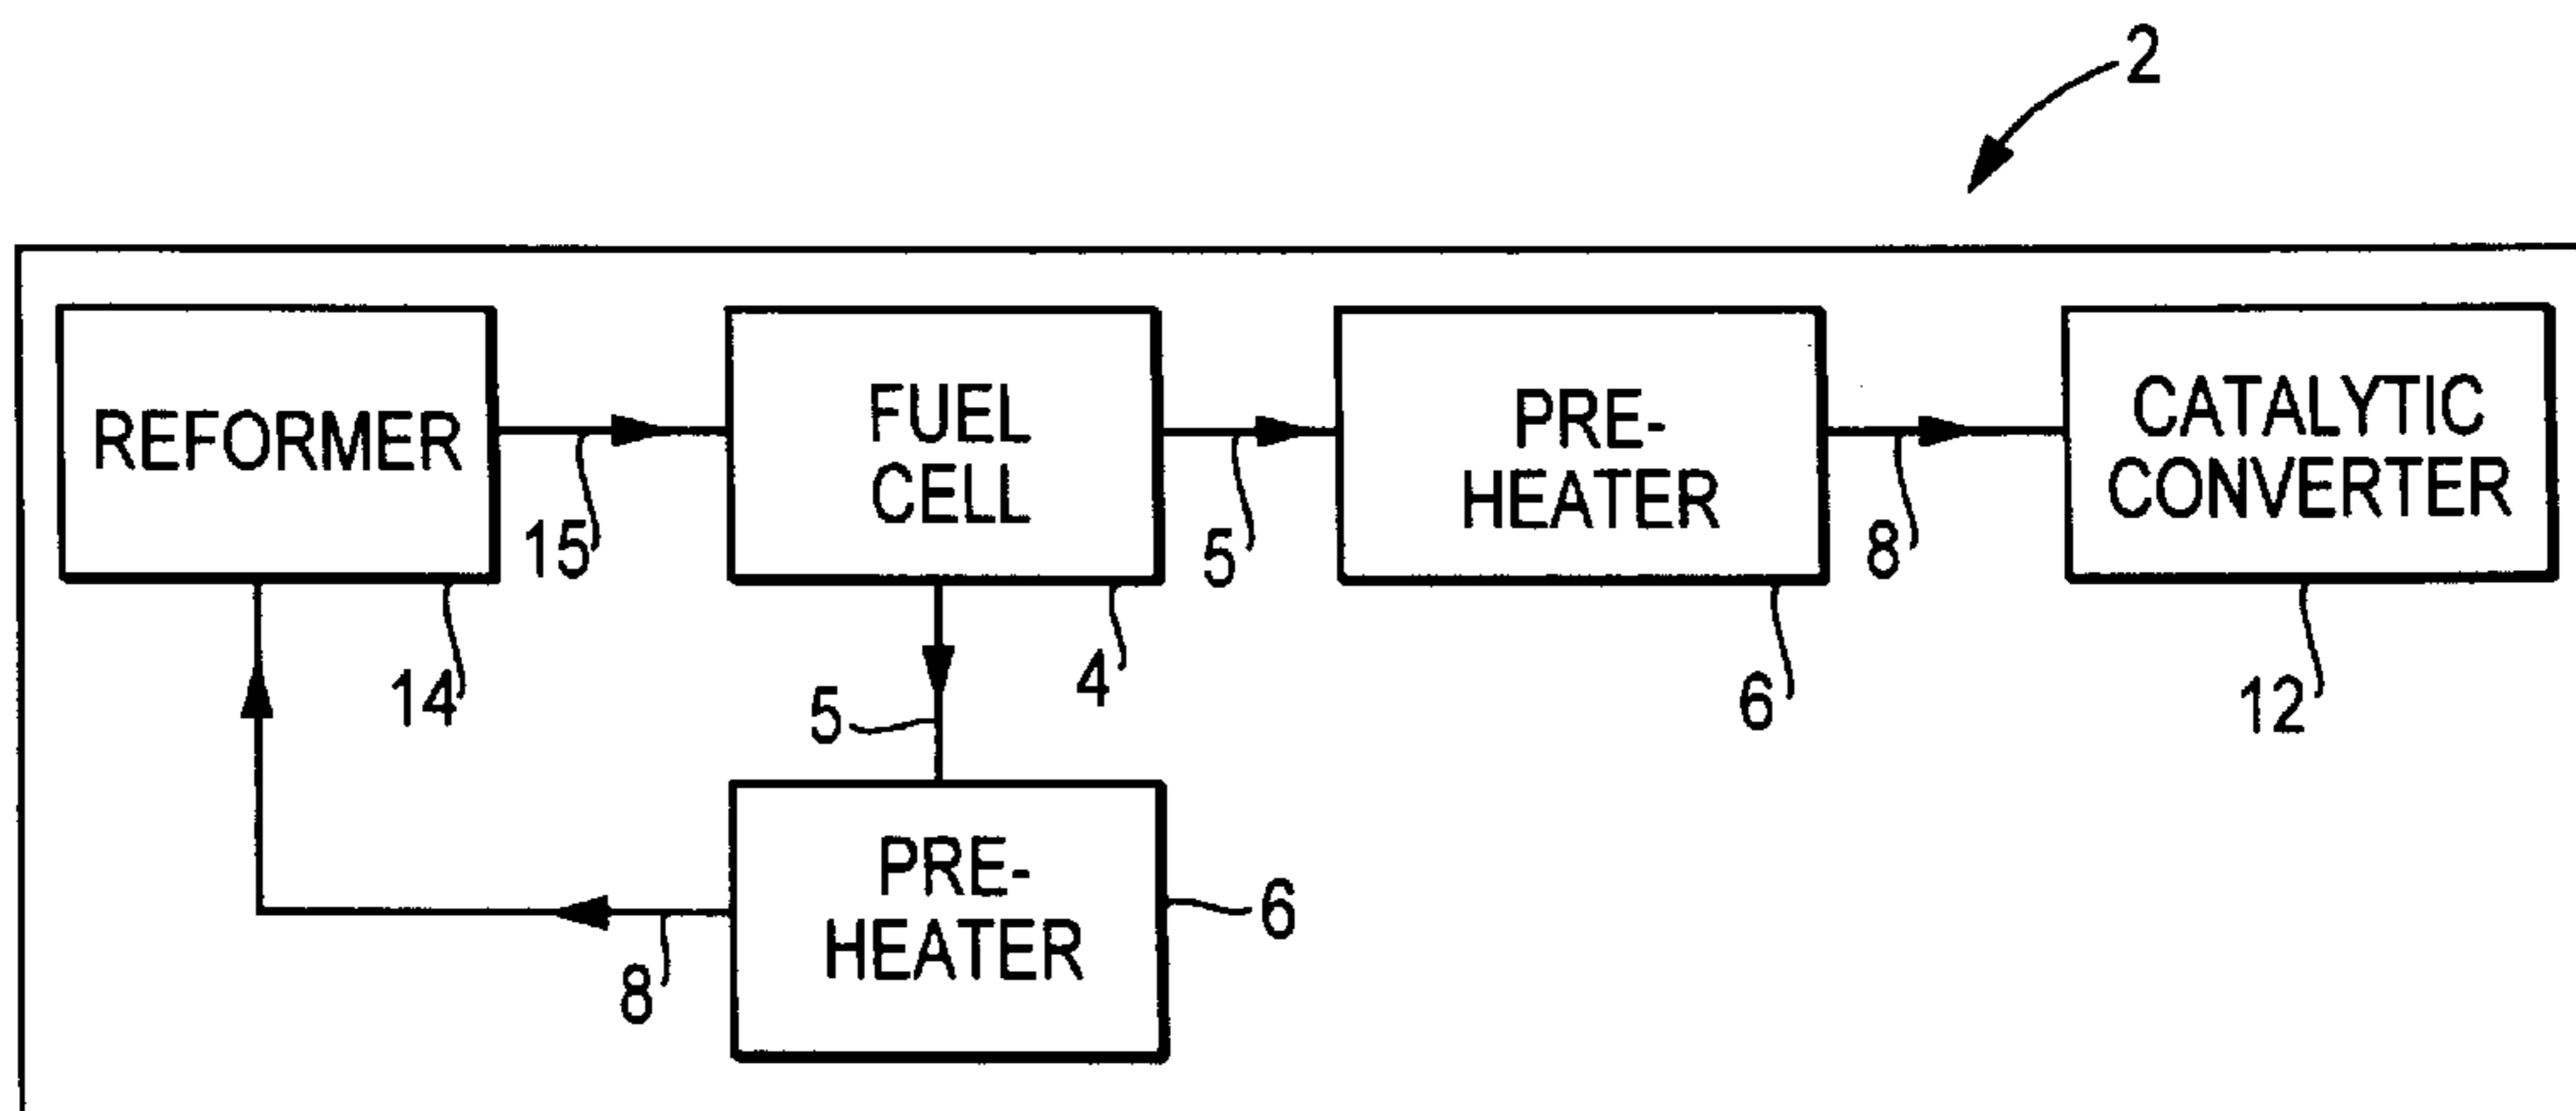 2
REFORMER
FUEL
CELL
PRE-
HEATER
CATALYTIC
CONVERTER
15
5
8
14
4
6
12
5
PRE-
HEATER
6
8